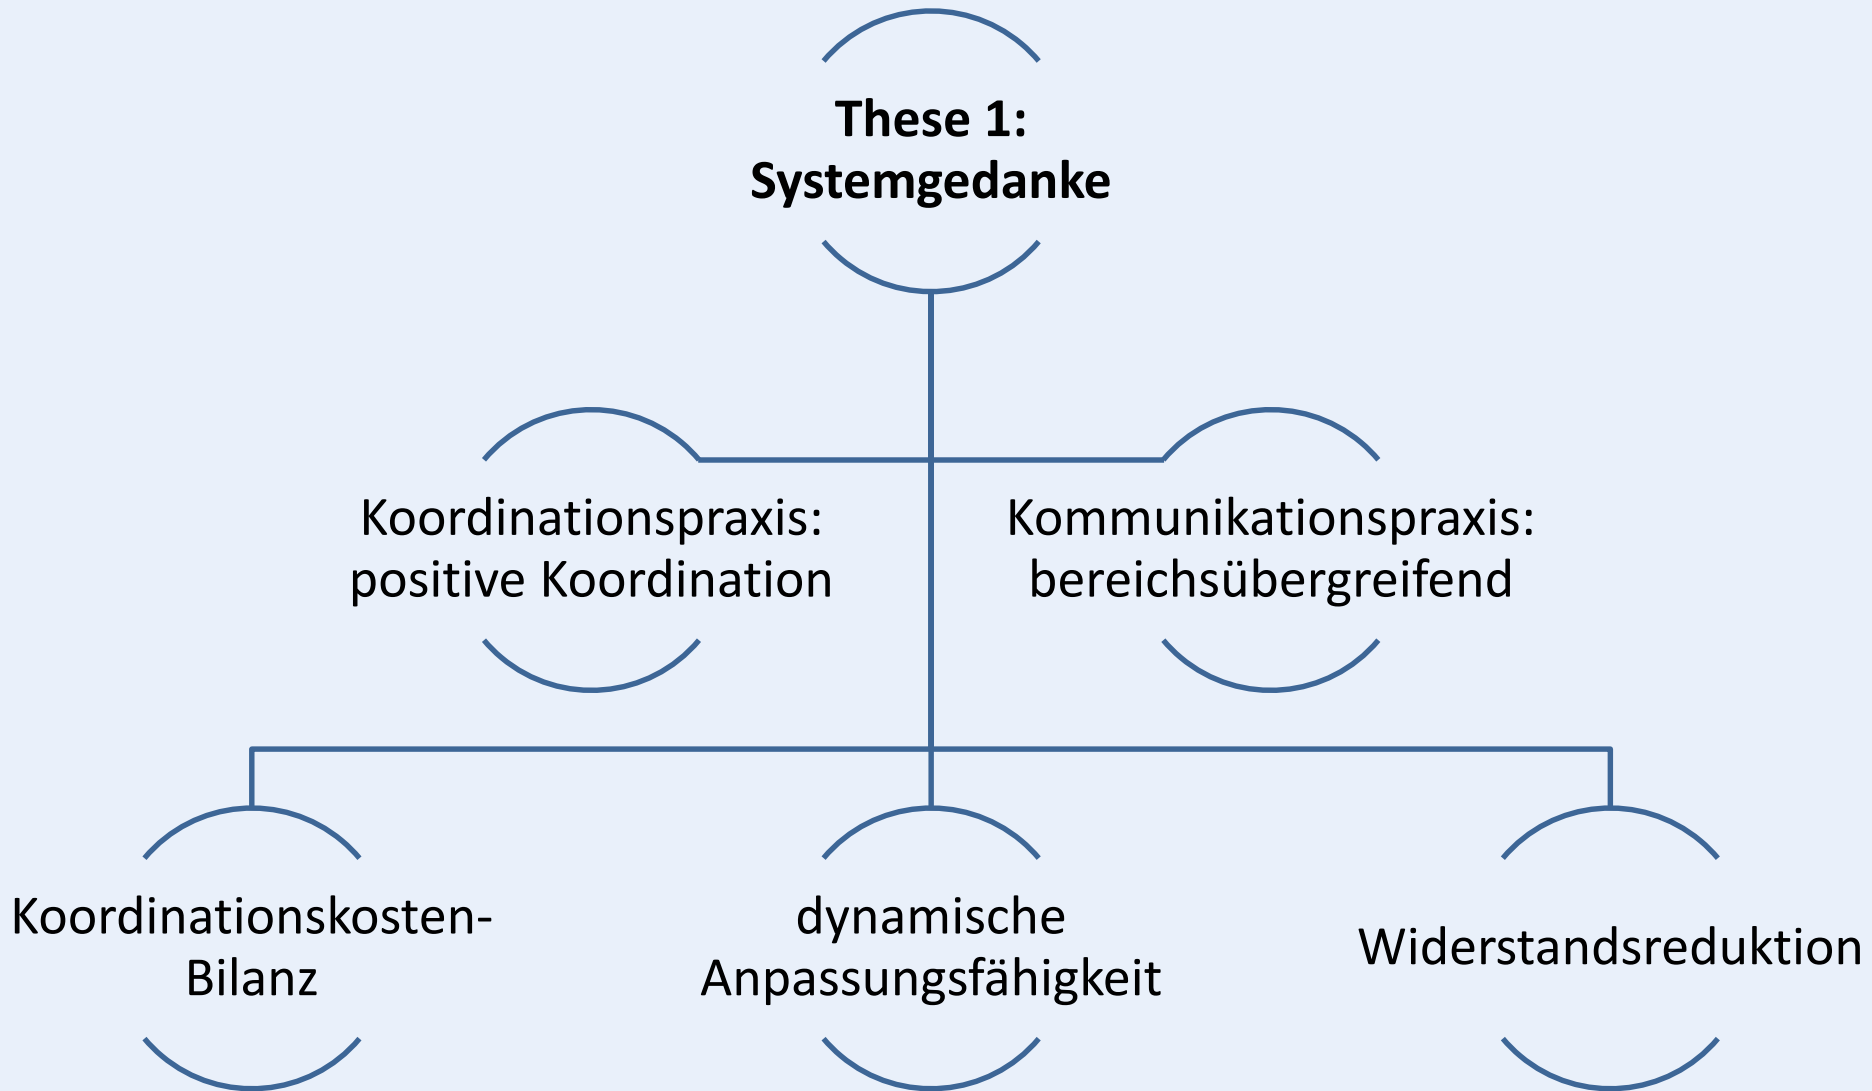 These 1:
Systemgedanke
Koordinationspraxis:
positive Koordination
Kommunikationspraxis:
bereichsübergreifend
Koordinationskosten-
Bilanz
dynamische
Anpassungsfähigkeit
Widerstandsreduktion